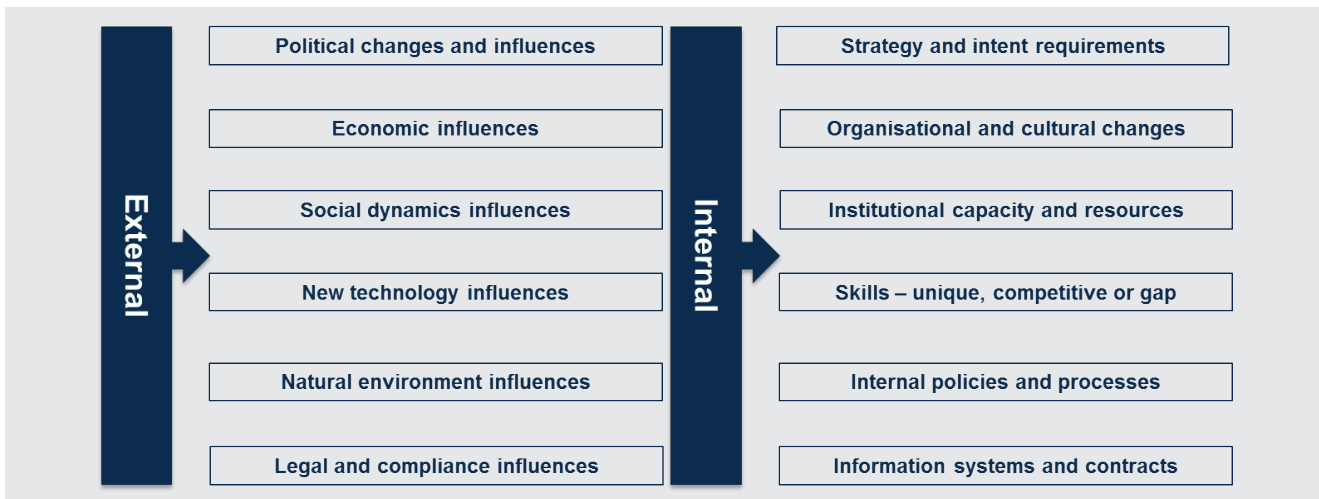 External
Political changes and influences
Economic influences
Social dynamics influences
New technology influences
Natural environment influences
Legal and compliance influences
Internal
Strategy and intent requirements
Organisational and cultural changes
Institutional capacity and resources
Skills – unique, competitive or gap
Internal policies and processes
Information systems and contracts